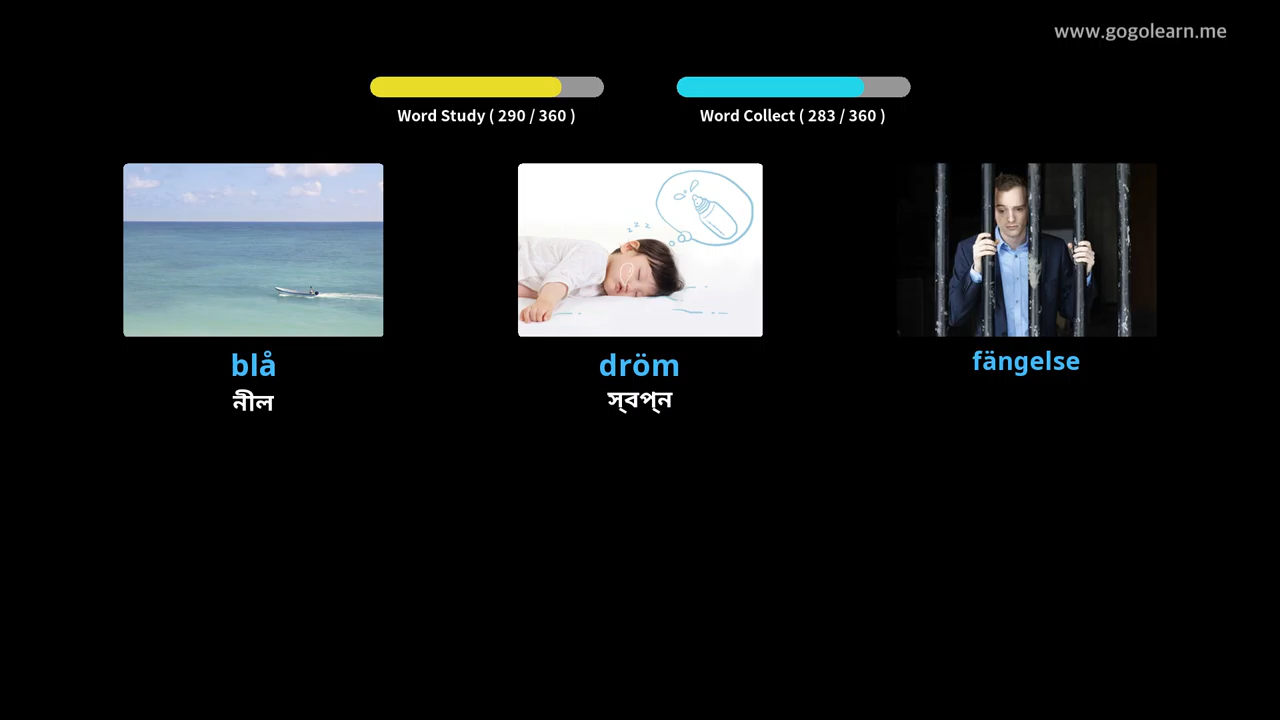 www.gogolearn.me
Word Study ( 290 / 360 )
Word Collect ( 283 / 360 )
blå
dröm
fängelse
নীল
স্বপ্ন